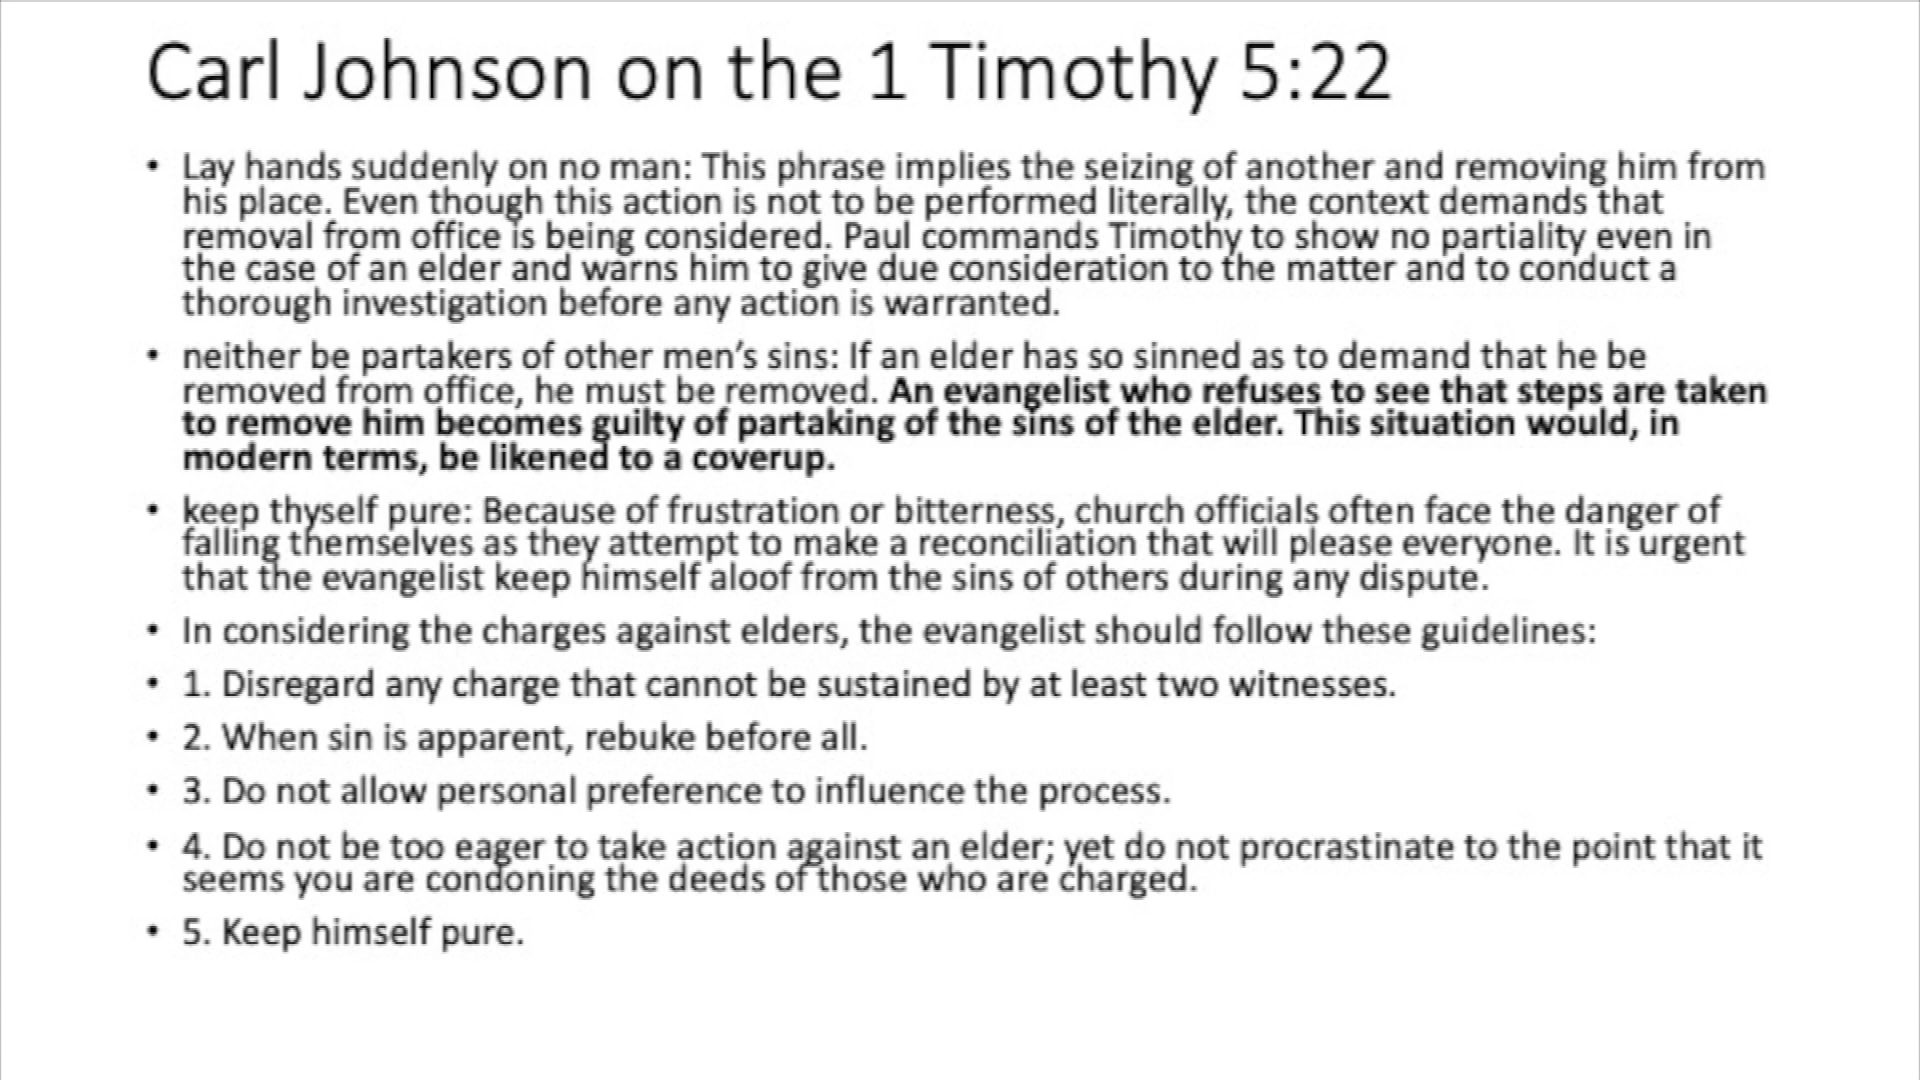 Carl Johnson on the 1 Timothy 5:22
• Lay hands suddenly on no man: This phrase implies the seizing of another and removing him from
his place. Even though this action is not to be performed literally, the context demands that
removal from office is being considered. Paul commands Timothy to show no partiality even in
the case of an elder and warns him to give due consideration to the matter and to conduct a
thorough investigation before any action is warranted.
• neither be partakers of other men’s sins: If an elder has so sinned as to demand that he be
removed from office, he must be removed. An evangelist who refuses to see that steps are taken
to remove him becomes guilty of partaking of the sins of the elder. This situation would, in
modern terms, be likened to a coverup.
• keep thyself pure: Because of frustration or bitterness, church officials often face the danger of
falling themselves as they attempt to make a reconciliation that will please everyone. It is urgent
that the evangelist keep himself aloof from the sins of others during any dispute.
• In considering the charges against elders, the evangelist should follow these guidelines:
• 1. Disregard any charge that cannot be sustained by at least two witnesses.
• 2. When sin is apparent, rebuke before all.
• 3. Do not allow personal preference to influence the process.
• 4. Do not be too eager to take action against an elder; yet do not procrastinate to the point that it
seems you are condoning the deeds of those who are charged.
• 5. Keep himself pure.